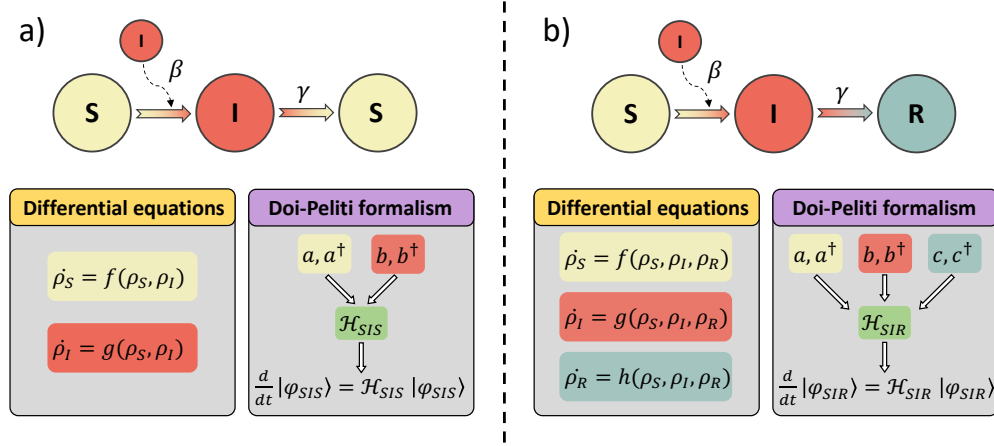 a)
I
β
S
I
γ
S
Differential equations
ρ̇_S = f(ρ_S, ρ_I)
ρ̇_I = g(ρ_S, ρ_I)
Doi-Peliti formalism
a, a†
b, b†
ℋ_SIS
d/dt |φ_SIS⟩ = ℋ_SIS |φ_SIS⟩
b)
I
β
S
I
γ
R
Differential equations
ρ̇_S = f(ρ_S, ρ_I, ρ_R)
ρ̇_I = g(ρ_S, ρ_I, ρ_R)
ρ̇_R = h(ρ_S, ρ_I, ρ_R)
Doi-Peliti formalism
a, a†
b, b†
c, c†
ℋ_SIR
d/dt |φ_SIR⟩ = ℋ_SIR |φ_SIR⟩